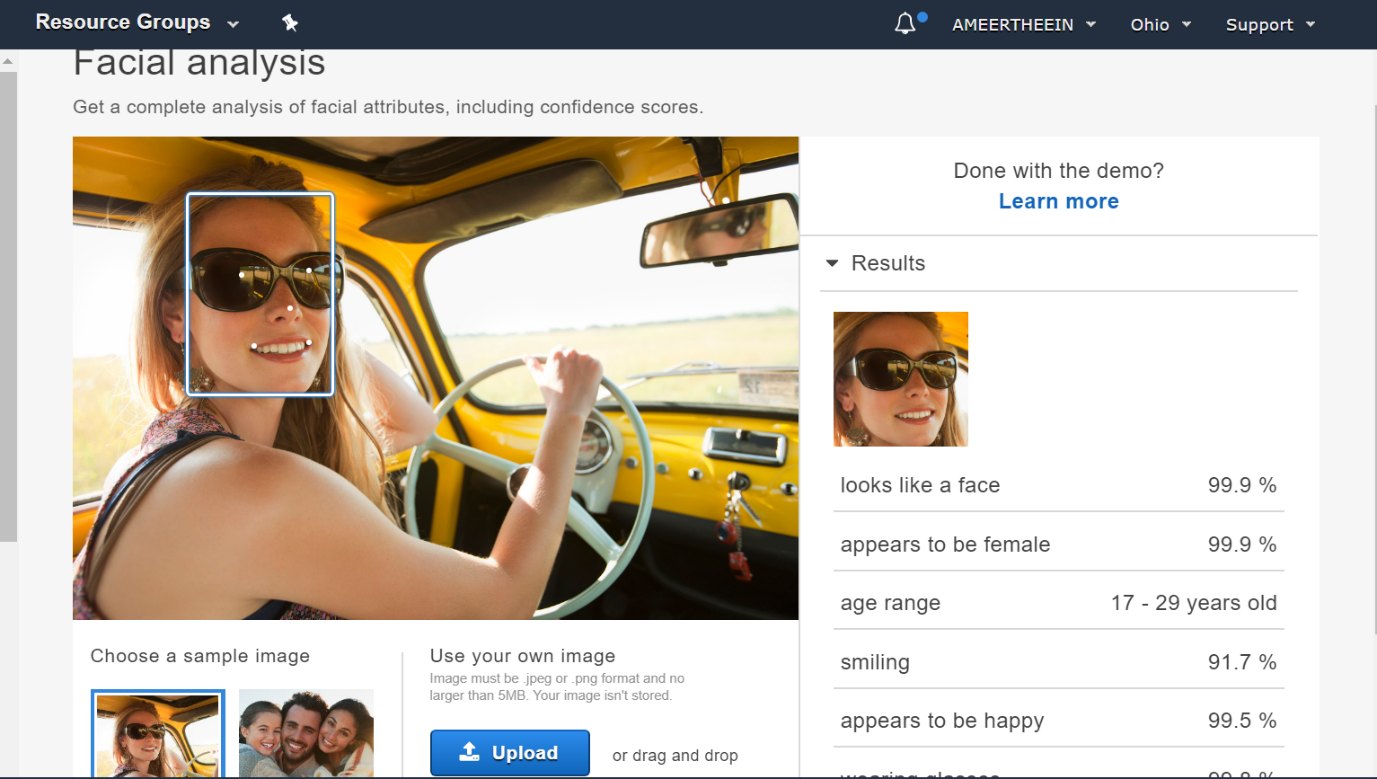 Resource Groups
AMEERTHEEIN
Ohio
Support
Facial analysis
Get a complete analysis of facial attributes, including confidence scores.
Done with the demo?
Learn more
Results
looks like a face 99.9 %
appears to be female 99.9 %
age range 17 - 29 years old
smiling 91.7 %
appears to be happy 99.5 %
wearing glasses 99.8 %
Choose a sample image
Use your own image
Image must be .jpeg or .png format and no
larger than 5MB. Your image isn't stored.
Upload
or drag and drop